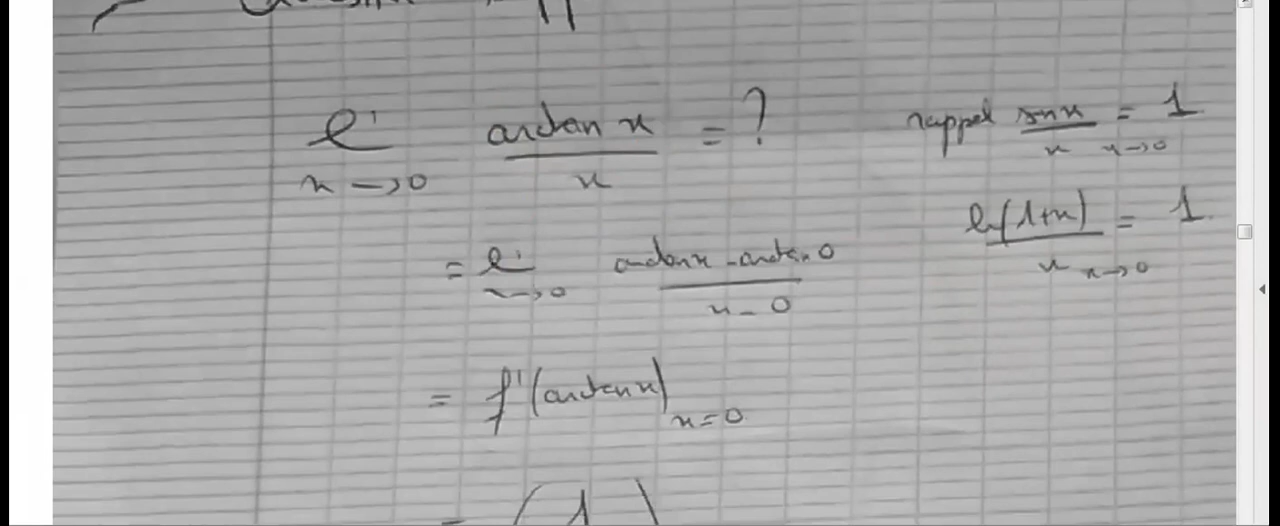 lim x→0 arctan x / x = ?
rappel sin x / x = 1 x→0
ln(1+x) / x = 1 x→0
= lim x→0 arctan x - arctan 0 / x - 0
= f'(arctan x) x=0
= ( 1 )